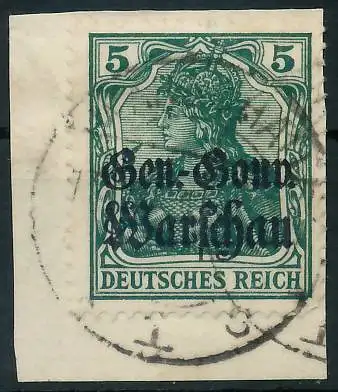 5 5
Gen.-Gouv.
Warschau
DEUTSCHES REICH